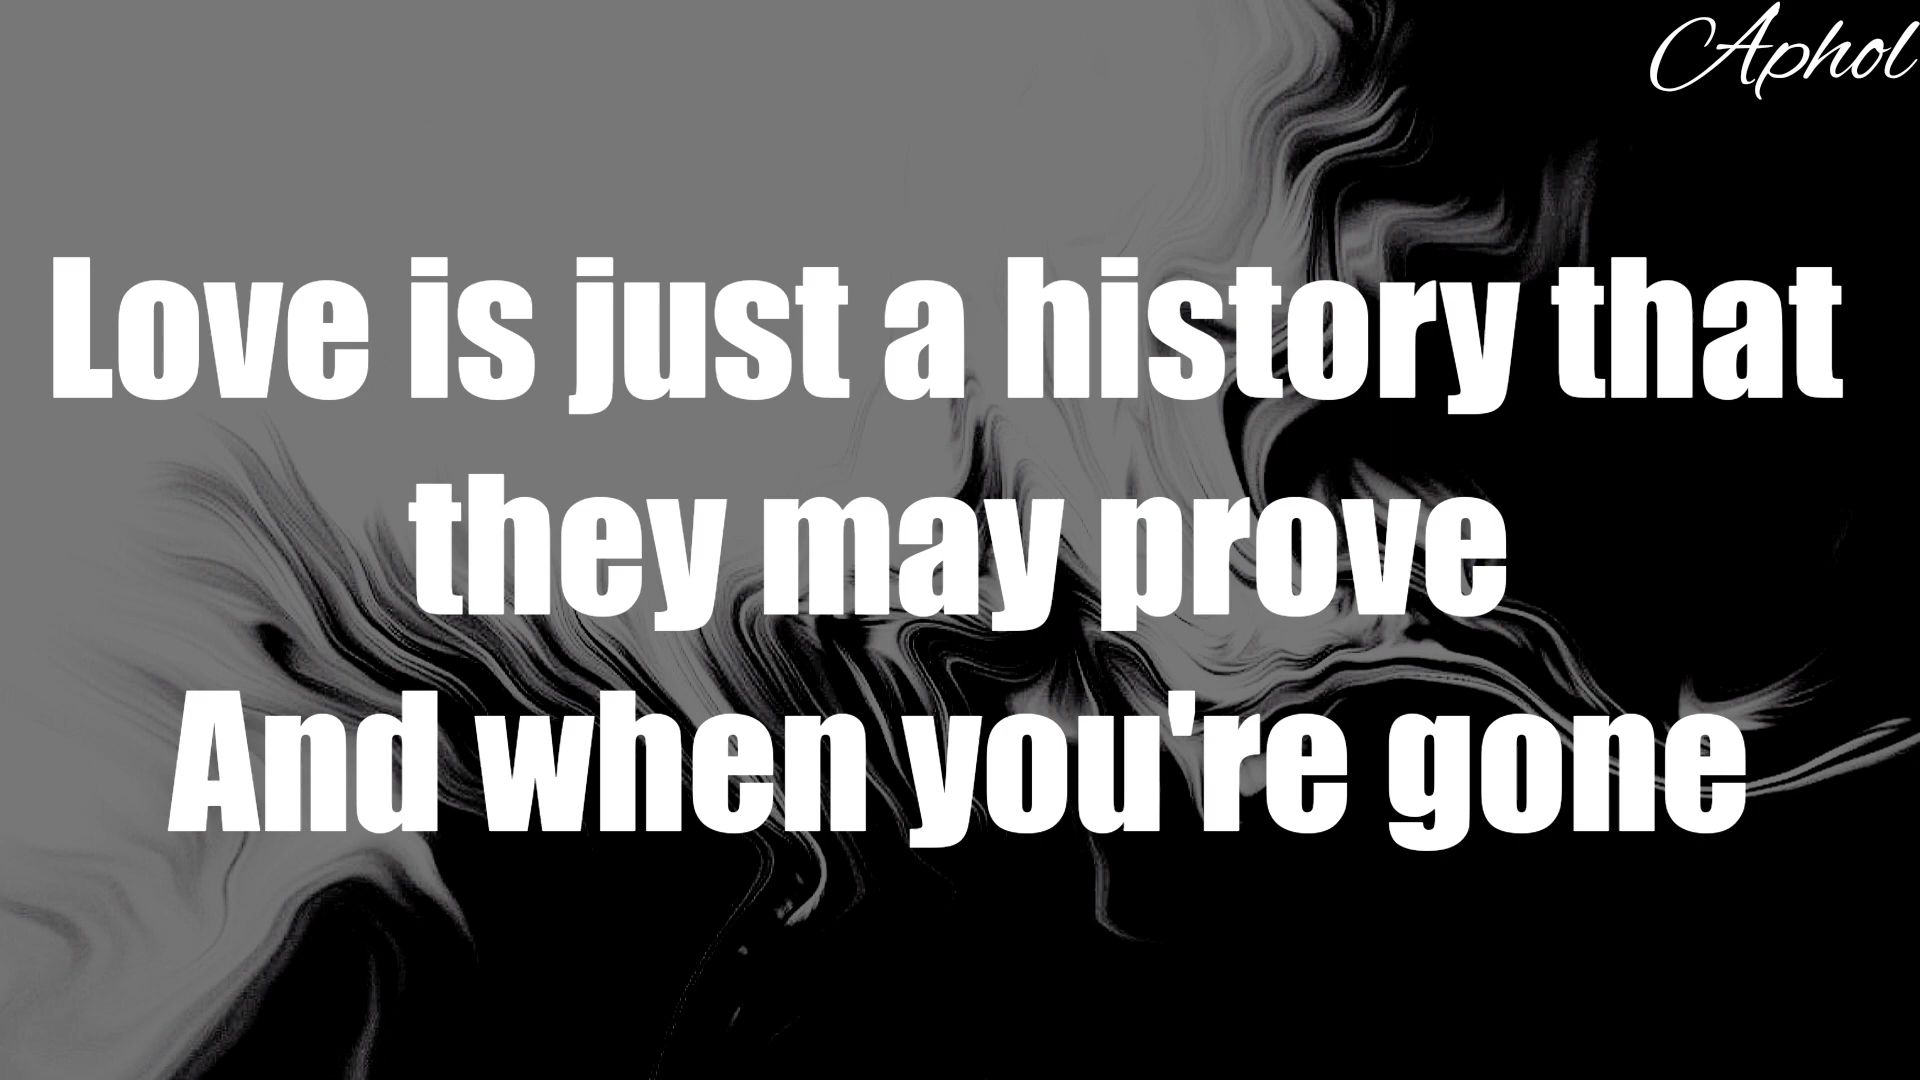 Aphol
Love is just a history that
they may prove
And when you're gone